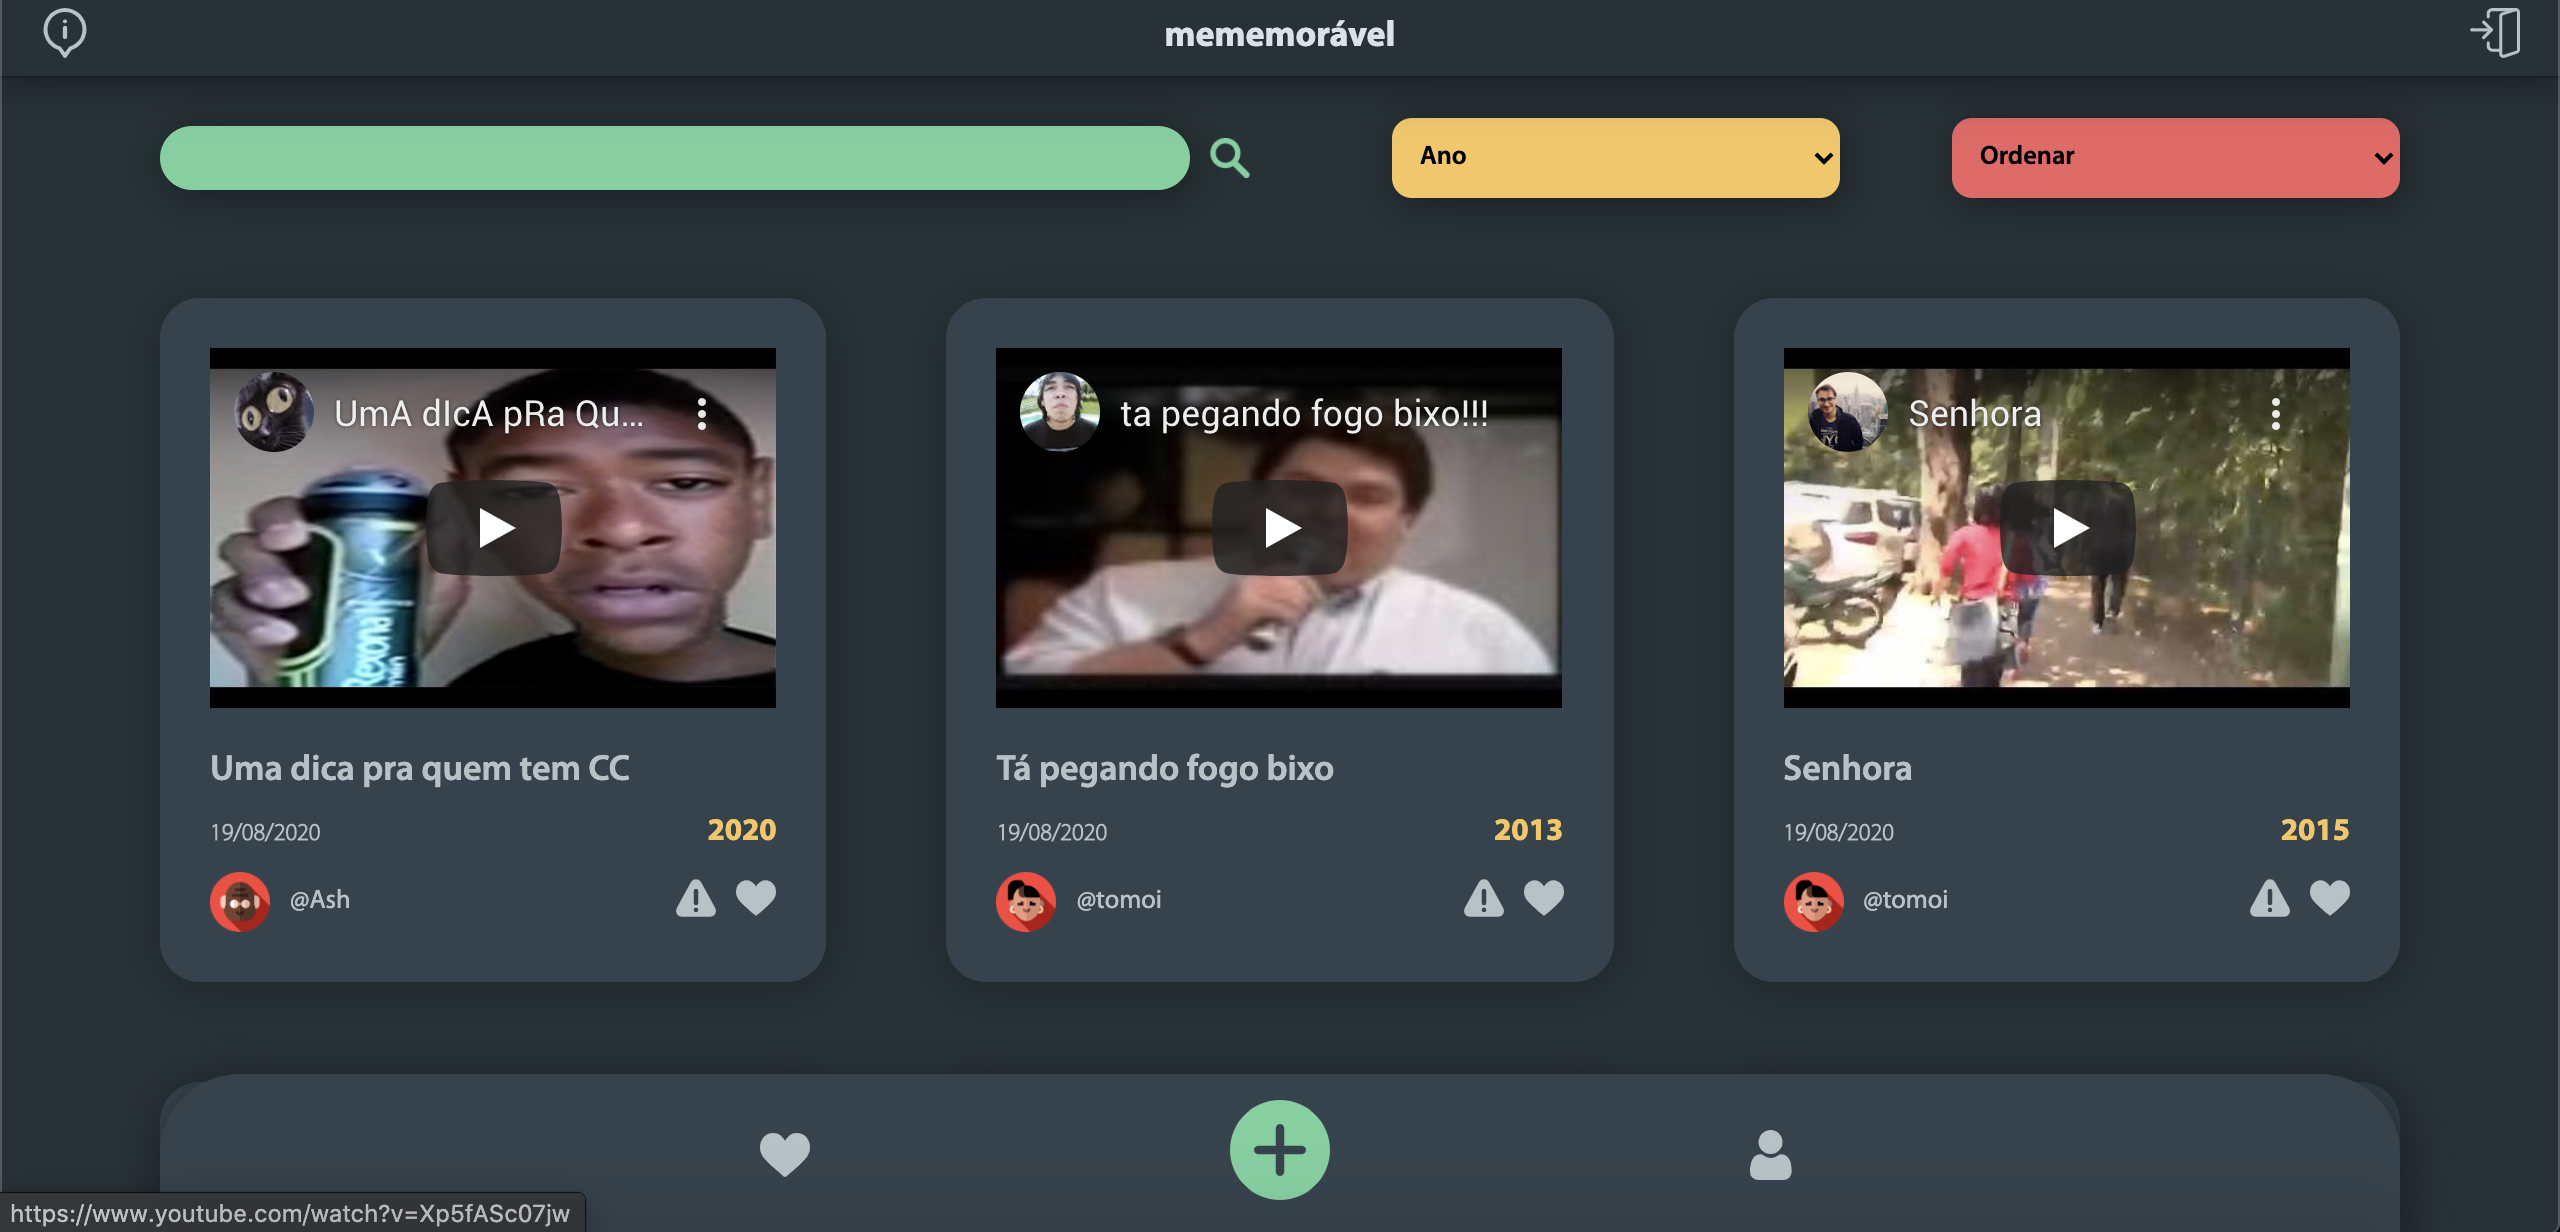 mememorável
Ano
Ordenar
UmA dIcA pRa Qu...
ta pegando fogo bixo!!!
Senhora
Rexona
men
Uma dica pra quem tem CC
Tá pegando fogo bixo
Senhora
19/08/2020
2020
19/08/2020
2013
19/08/2020
2015
@Ash
@tomoi
@tomoi
https://www.youtube.com/watch?v=Xp5fASc07jw